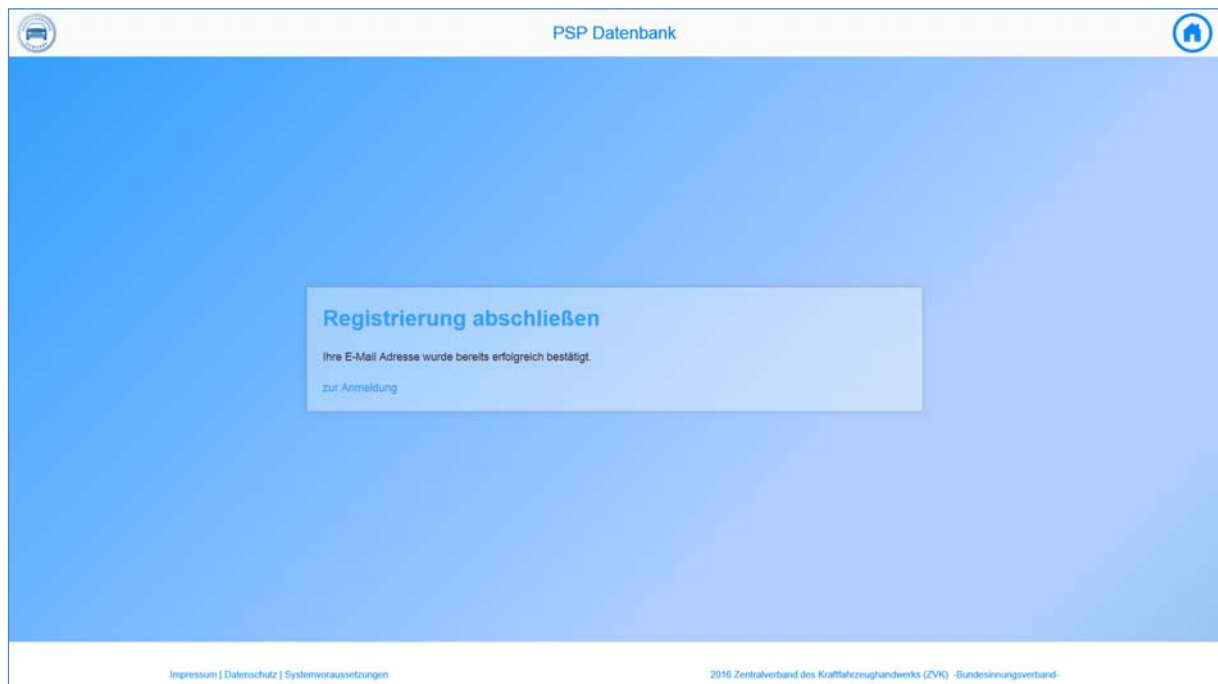 PSP Datenbank
Registrierung abschließen
Ihre E-Mail Adresse wurde bereits erfolgreich bestätigt.
zur Anmeldung
Impressum | Datenschutz | Systemvoraussetzungen
2016 Zentralverband des Kraftfahrzeughandwerks (ZVK) -Bundesinnungsverband-